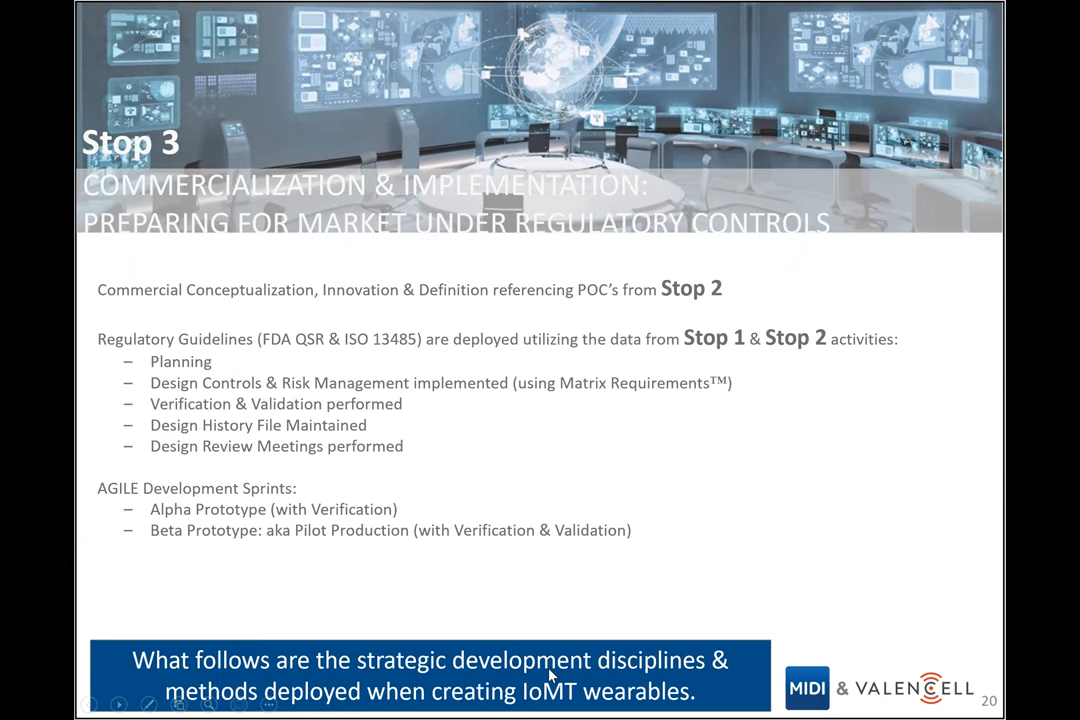 Stop 3
COMMERCIALIZATION & IMPLEMENTATION:
PREPARING FOR MARKET UNDER REGULATORY CONTROLS
Commercial Conceptualization, Innovation & Definition referencing POC’s from Stop 2
Regulatory Guidelines (FDA QSR & ISO 13485) are deployed utilizing the data from Stop 1 & Stop 2 activities:
– Planning
– Design Controls & Risk Management implemented (using Matrix Requirements™)
– Verification & Validation performed
– Design History File Maintained
– Design Review Meetings performed
AGILE Development Sprints:
– Alpha Prototype (with Verification)
– Beta Prototype: aka Pilot Production (with Verification & Validation)
What follows are the strategic development disciplines &
methods deployed when creating IoMT wearables.
MIDI & VALENCELL
20